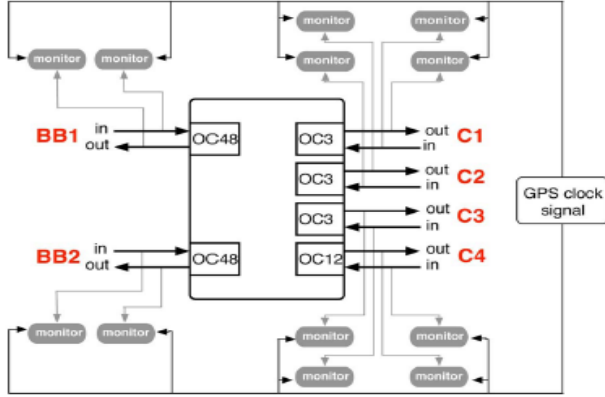 monitor
monitor
monitor
monitor
monitor
monitor
BB1
in
out
OC48
OC3
out
in
C1
OC3
out
in
C2
OC3
out
in
C3
GPS clock
signal
BB2
in
out
OC48
OC12
out
in
C4
monitor
monitor
monitor
monitor
monitor
monitor